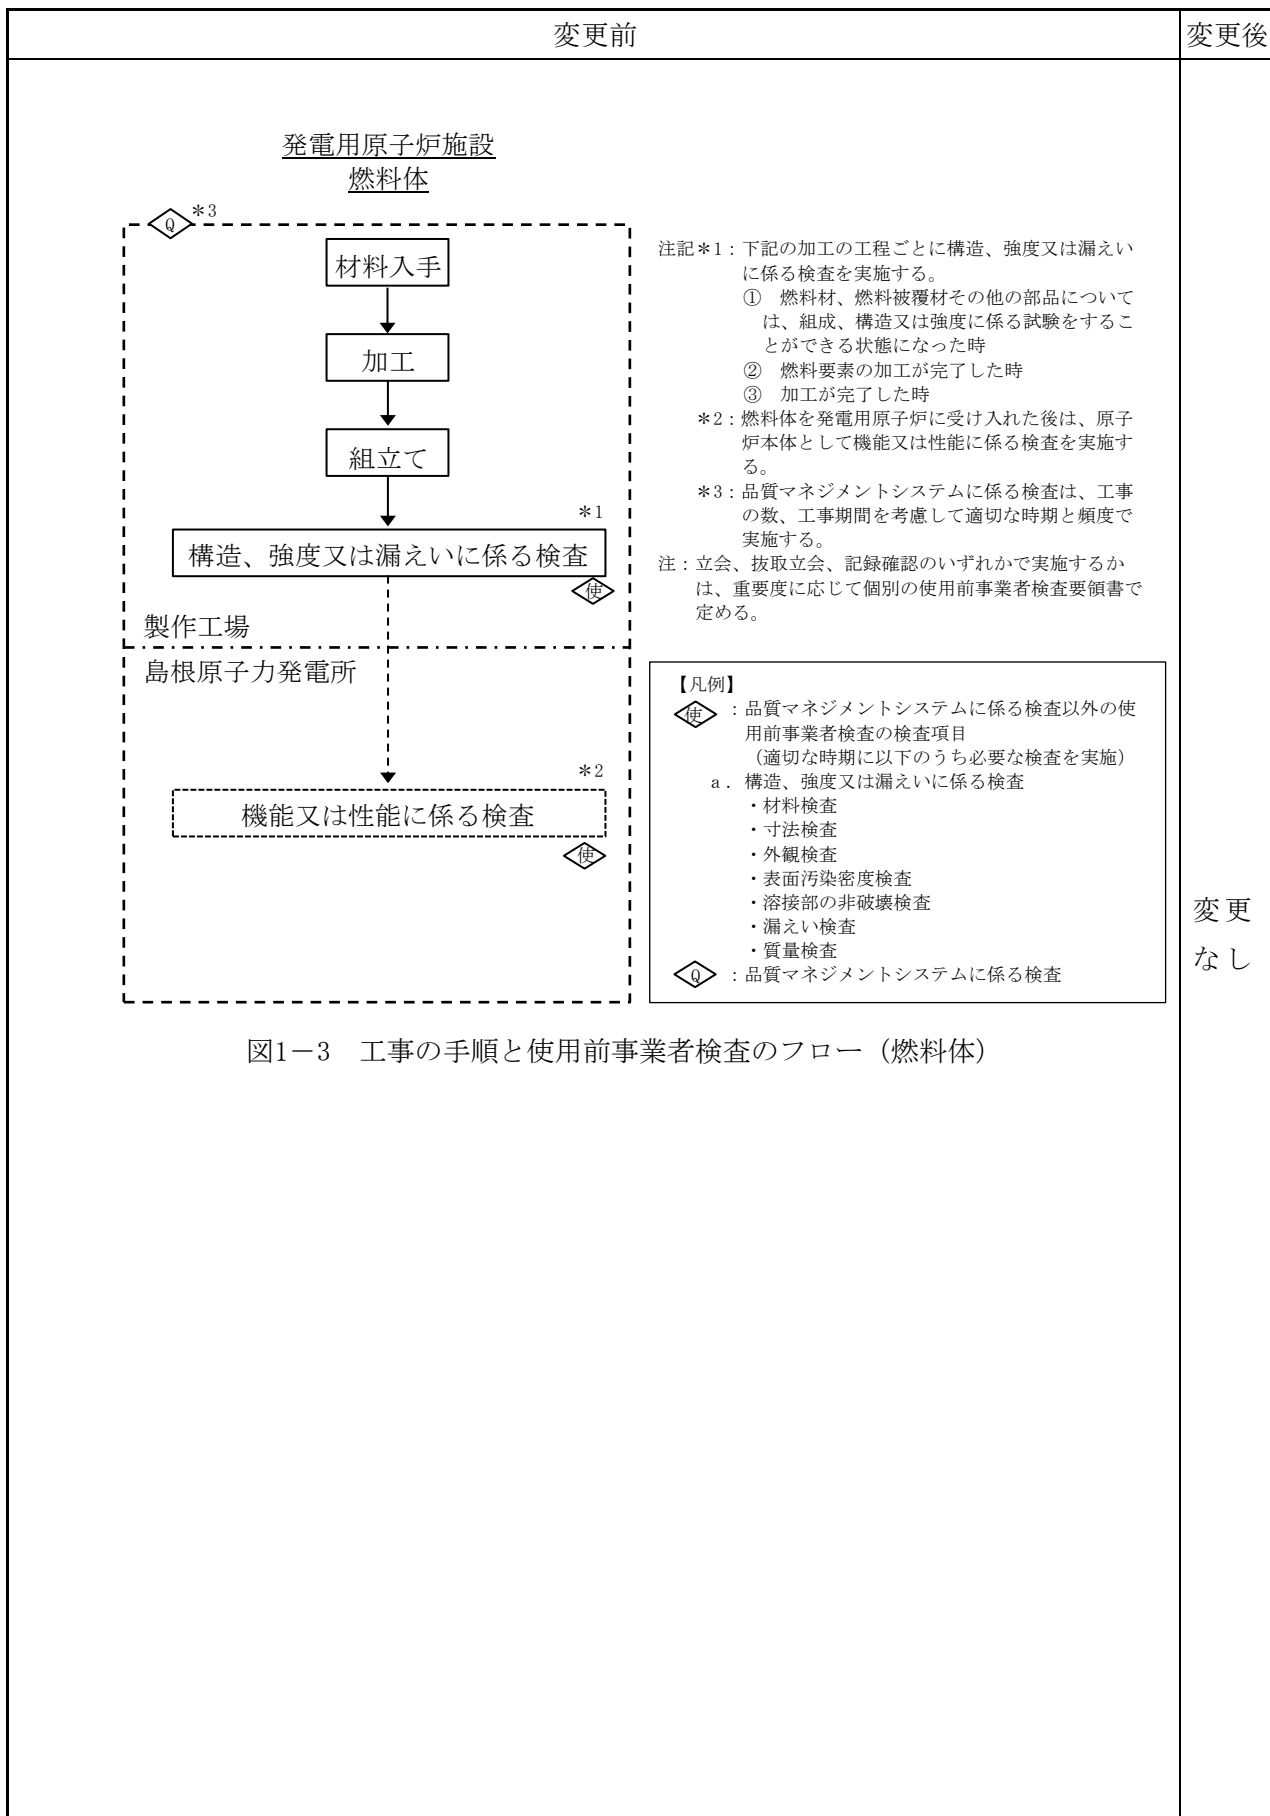 変更前
変更後
発電用原子炉施設
燃料体
Q
*3
材料入手
加工
組立て
*1
構造、強度又は漏えいに係る検査
使
製作工場
島根原子力発電所
*2
機能又は性能に係る検査
使
注記*1:下記の加工の工程ごとに構造、強度又は漏えい
に係る検査を実施する。
① 燃料材、燃料被覆材その他の部品について
は、組成、構造又は強度に係る試験をするこ
とができる状態になった時
② 燃料要素の加工が完了した時
③ 加工が完了した時
*2:燃料体を発電用原子炉に受け入れた後は、原子
炉本体として機能又は性能に係る検査を実施す
る。
*3:品質マネジメントシステムに係る検査は、工事
の数、工事期間を考慮して適切な時期と頻度で
実施する。
注:立会、抜取立会、記録確認のいずれかで実施するか
は、重要度に応じて個別の使用前事業者検査要領書で
定める。
【凡例】
使 :品質マネジメントシステムに係る検査以外の使
用前事業者検査の検査項目
(適切な時期に以下のうち必要な検査を実施)
a.構造、強度又は漏えいに係る検査
・材料検査
・寸法検査
・外観検査
・表面汚染密度検査
・溶接部の非破壊検査
・漏えい検査
・質量検査
Q :品質マネジメントシステムに係る検査
変更
なし
図1-3 工事の手順と使用前事業者検査のフロー(燃料体)